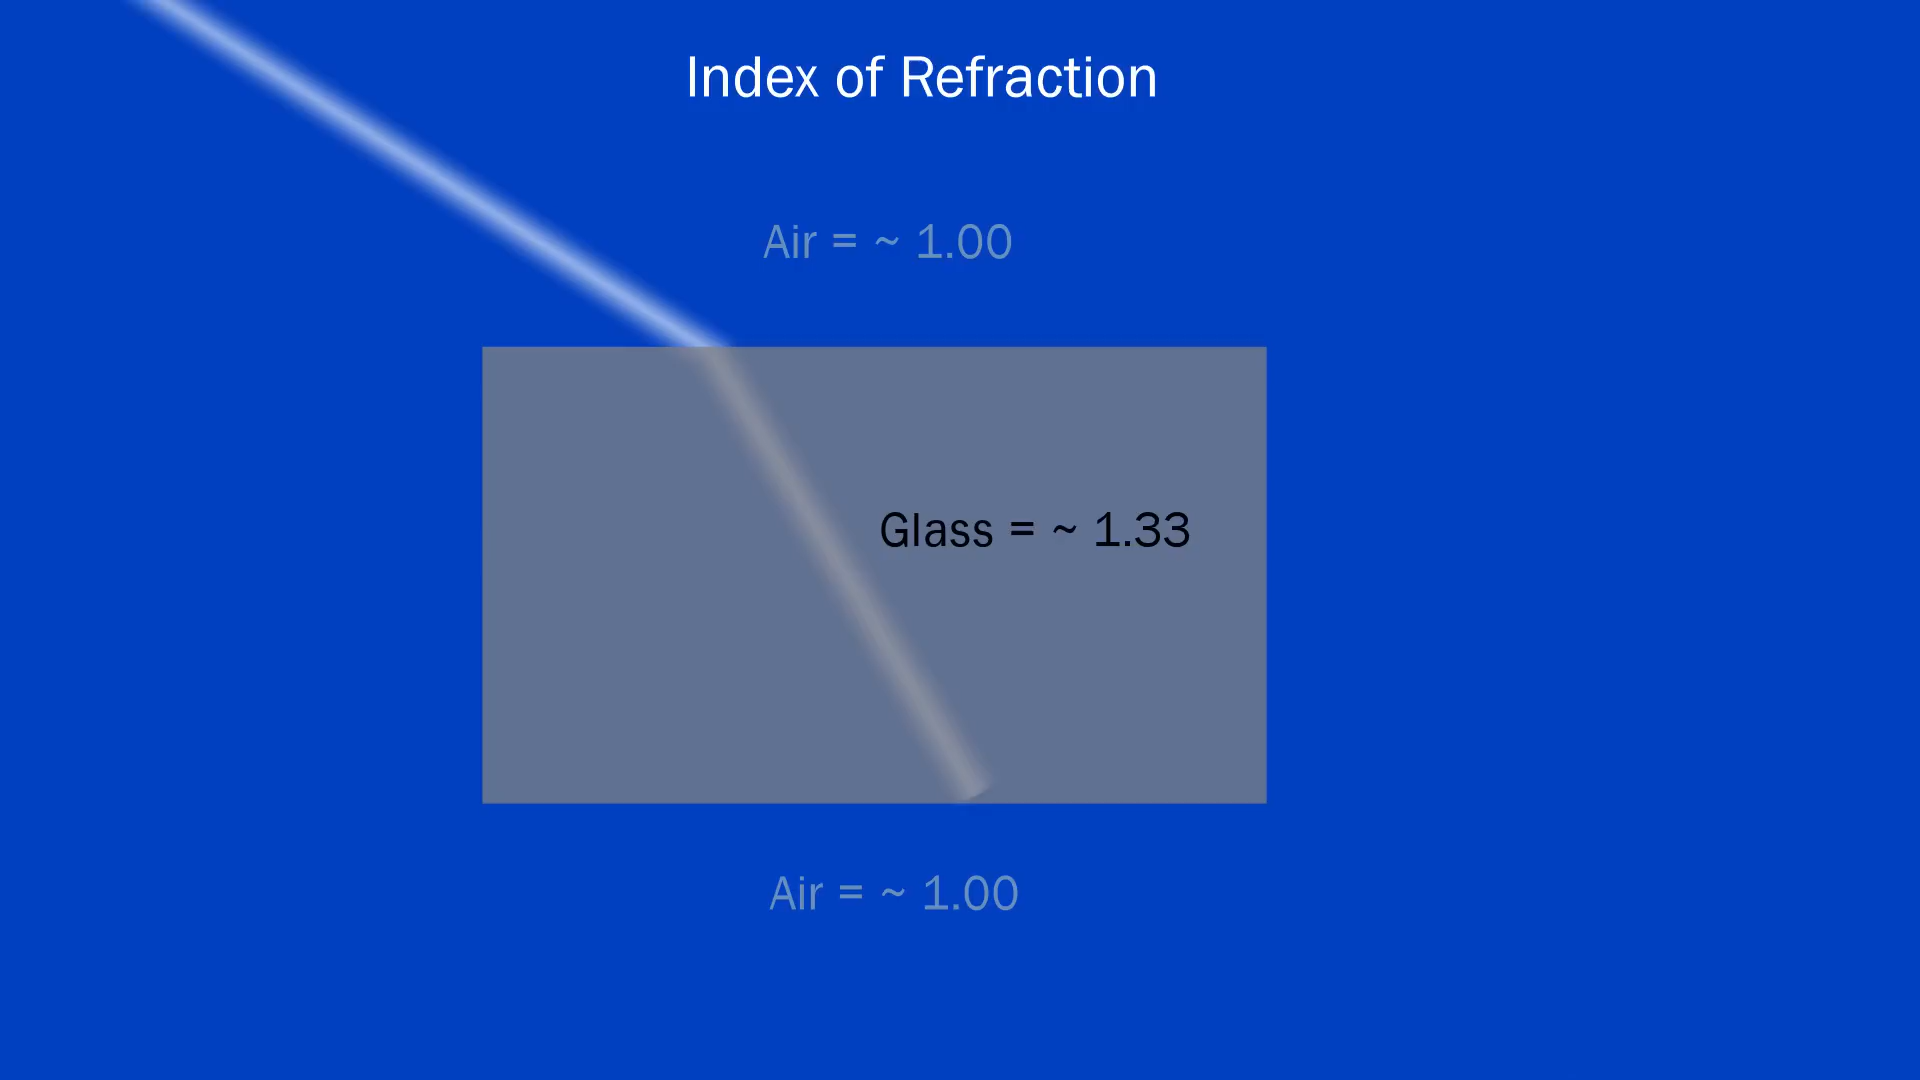 Index of Refraction
Air = ~ 1.00
Glass = ~ 1.33
Air = ~ 1.00